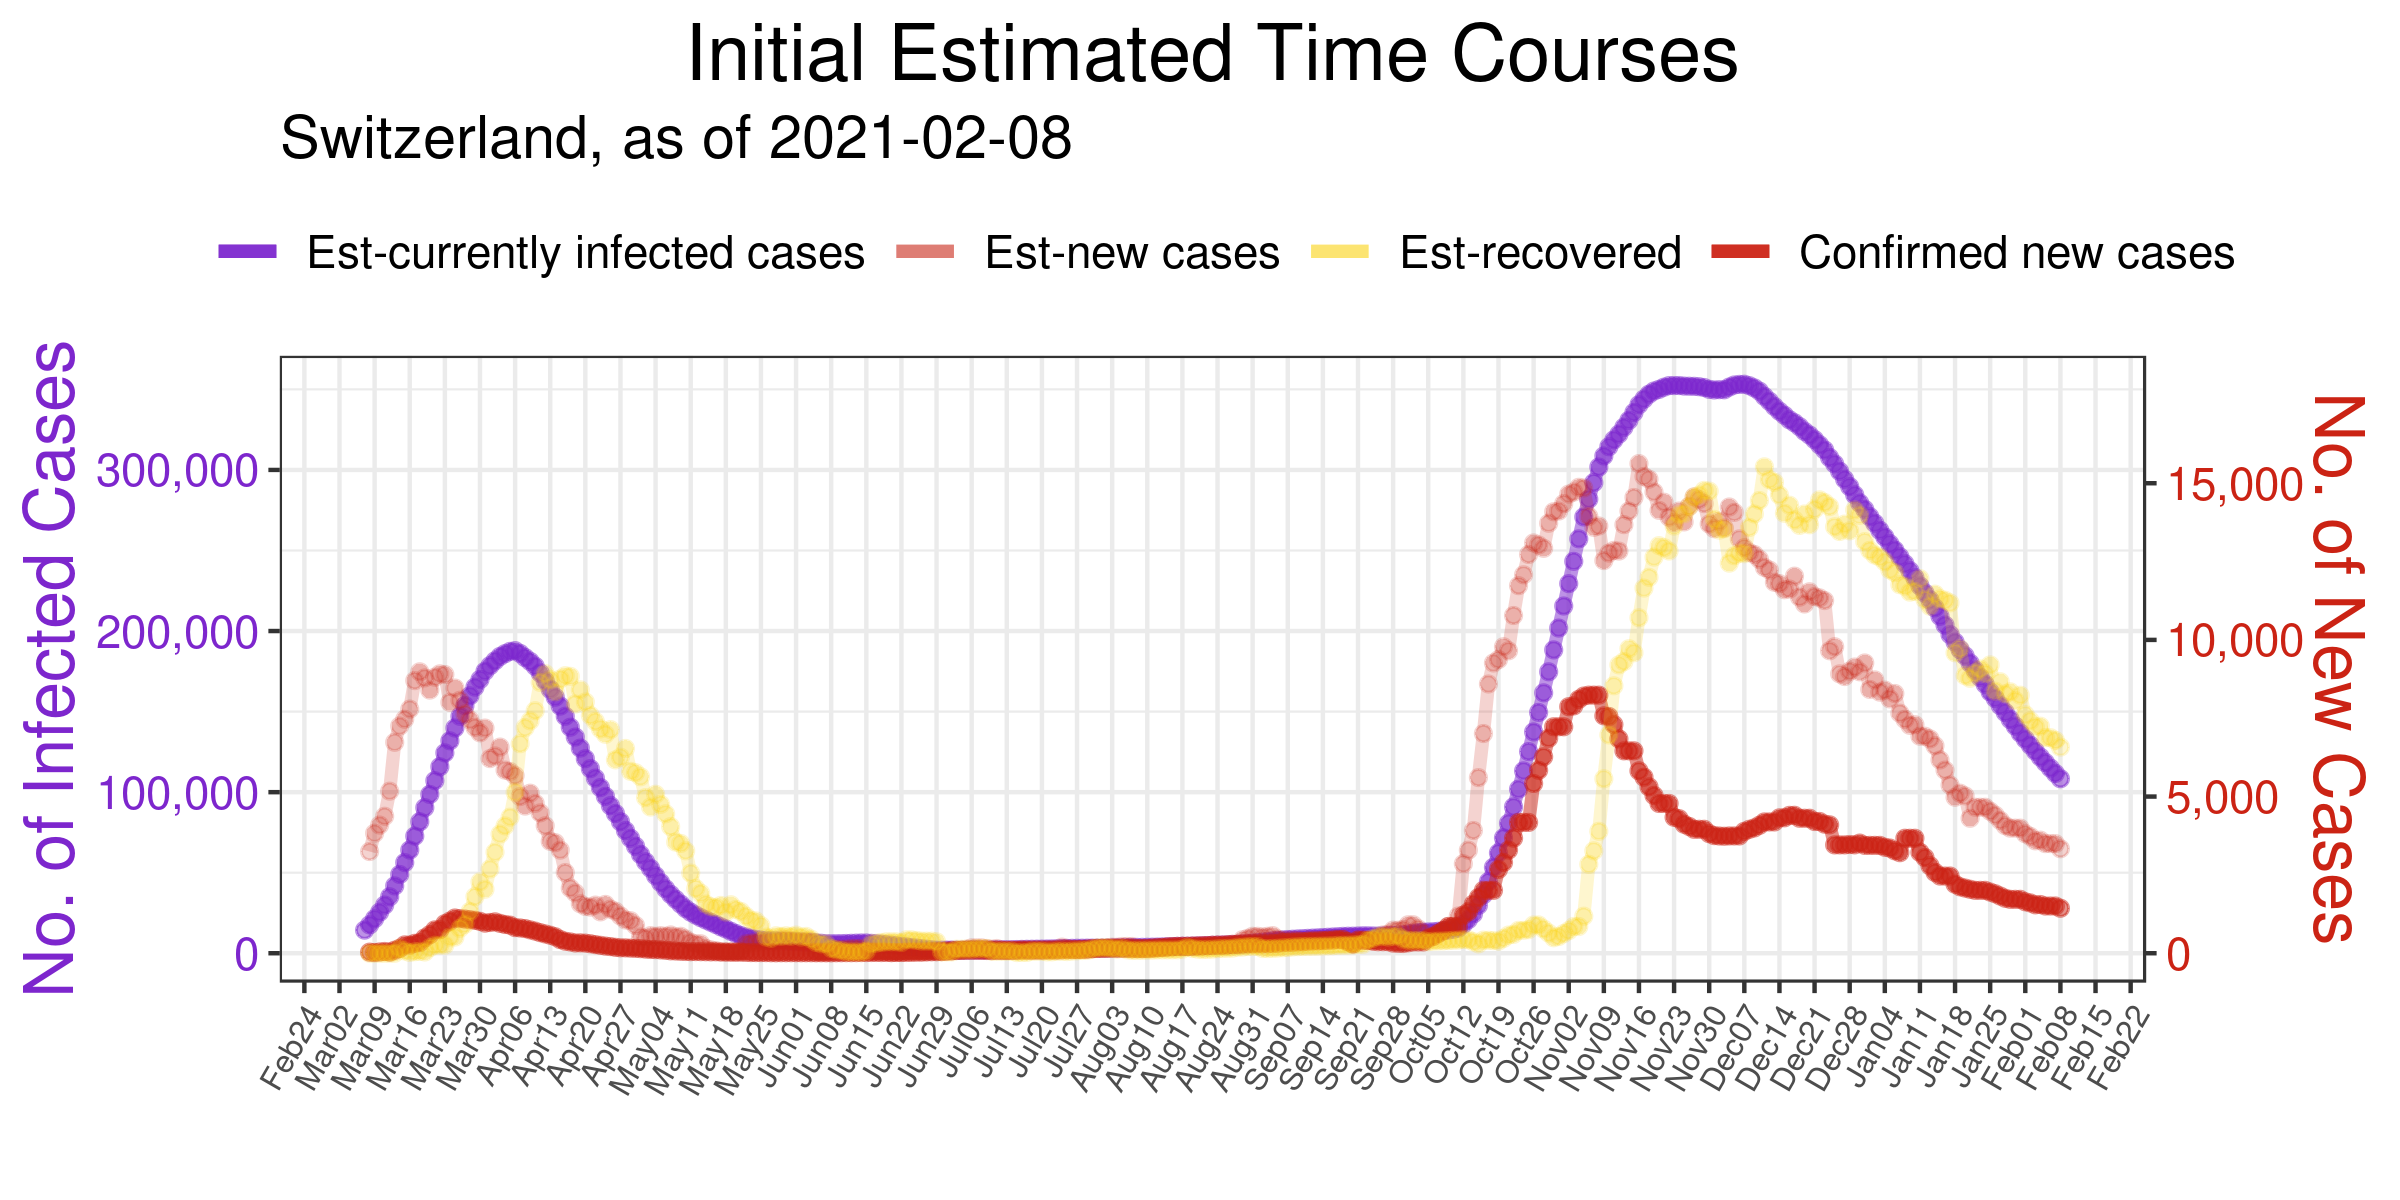 Initial Estimated Time Courses
Switzerland, as of 2021-02-08
Est-currently infected cases
Est-new cases
Est-recovered
Confirmed new cases
No. of Infected Cases
300,000
200,000
100,000
0
15,000
10,000
5,000
0
No. of New Cases
Feb24
Mar02
Mar09
Mar16
Mar23
Mar30
Apr06
Apr13
Apr20
Apr27
May04
May11
May18
May25
Jun01
Jun08
Jun15
Jun22
Jun29
Jul06
Jul13
Jul20
Jul27
Aug03
Aug10
Aug17
Aug24
Aug31
Sep07
Sep14
Sep21
Sep28
Oct05
Oct12
Oct19
Oct26
Nov02
Nov09
Nov16
Nov23
Nov30
Dec07
Dec14
Dec21
Dec28
Jan04
Jan11
Jan18
Jan25
Feb01
Feb08
Feb15
Feb22